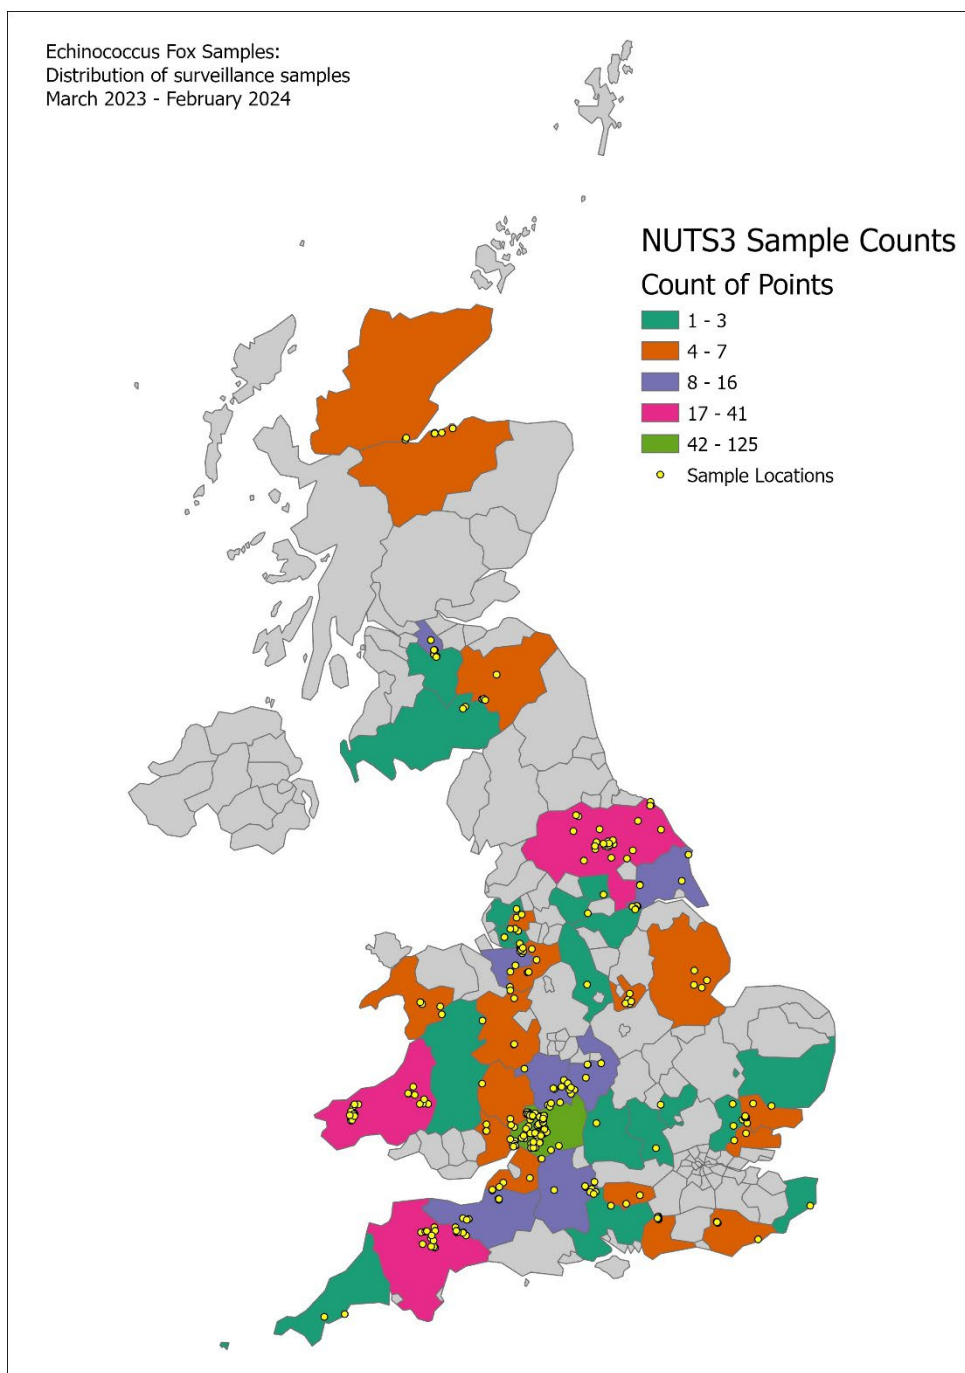 Echinococcus Fox Samples:
Distribution of surveillance samples
March 2023 - February 2024
NUTS3 Sample Counts
Count of Points
1 - 3
4 - 7
8 - 16
17 - 41
42 - 125
Sample Locations